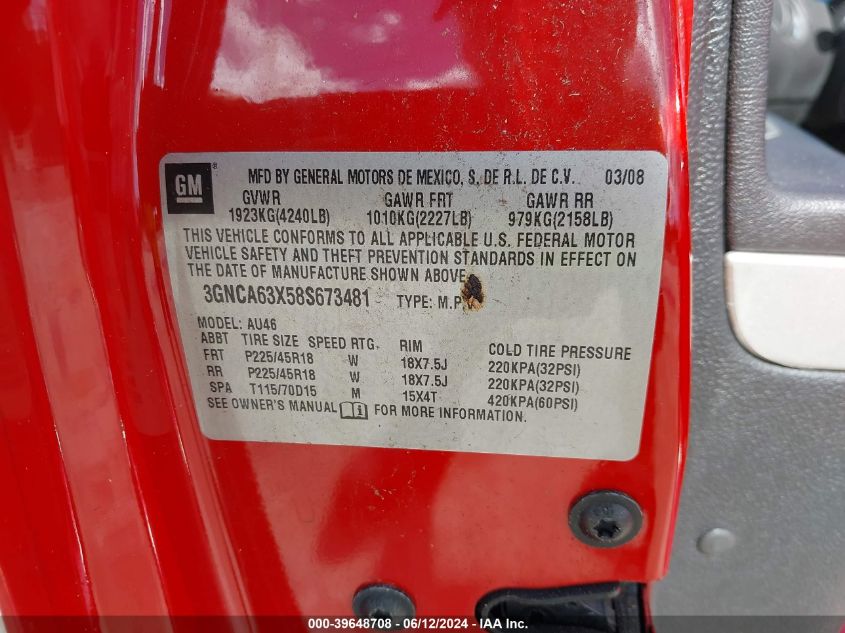 GM ® MFD BY GENERAL MOTORS DE MEXICO, S. DE R.L. DE C.V. 03/08
GVWR GAWR FRT GAWR RR
1923KG(4240LB) 1010KG(2227LB) 979KG(2158LB)
THIS VEHICLE CONFORMS TO ALL APPLICABLE U.S. FEDERAL MOTOR
VEHICLE SAFETY AND THEFT PREVENTION STANDARDS IN EFFECT ON
THE DATE OF MANUFACTURE SHOWN ABOVE.
3GNCA63X58S673481 TYPE: M.P.
MODEL: AU46
ABBT TIRE SIZE SPEED RTG. RIM COLD TIRE PRESSURE
FRT P225/45R18 W 18X7.5J 220KPA(32PSI)
RR P225/45R18 W 18X7.5J 220KPA(32PSI)
SPA T115/70D15 M 15X4T 420KPA(60PSI)
SEE OWNER'S MANUAL FOR MORE INFORMATION.
000-39648708 - 06/12/2024 - IAA Inc.